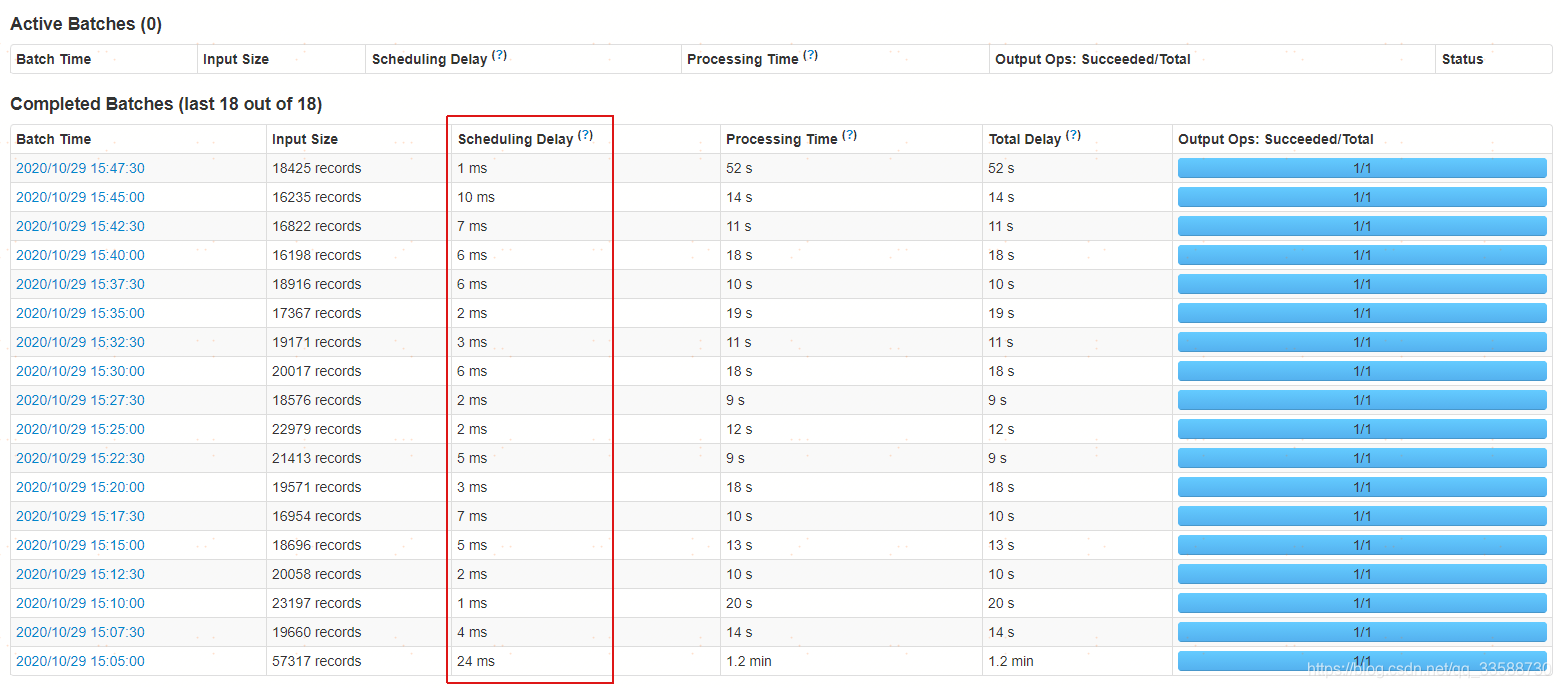 Active Batches (0)
Batch Time Input Size Scheduling Delay (?) Processing Time (?) Output Ops: Succeeded/Total Status
Completed Batches (last 18 out of 18)
Batch Time Input Size Scheduling Delay (?) Processing Time (?) Total Delay (?) Output Ops: Succeeded/Total
2020/10/29 15:47:30 18425 records 1 ms 52 s 52 s 1/1
2020/10/29 15:45:00 16235 records 10 ms 14 s 14 s 1/1
2020/10/29 15:42:30 16822 records 7 ms 11 s 11 s 1/1
2020/10/29 15:40:00 16198 records 6 ms 18 s 18 s 1/1
2020/10/29 15:37:30 18916 records 6 ms 10 s 10 s 1/1
2020/10/29 15:35:00 17367 records 2 ms 19 s 19 s 1/1
2020/10/29 15:32:30 19171 records 3 ms 11 s 11 s 1/1
2020/10/29 15:30:00 20017 records 6 ms 18 s 18 s 1/1
2020/10/29 15:27:30 18576 records 2 ms 9 s 9 s 1/1
2020/10/29 15:25:00 22979 records 2 ms 12 s 12 s 1/1
2020/10/29 15:22:30 21413 records 5 ms 9 s 9 s 1/1
2020/10/29 15:20:00 19571 records 3 ms 18 s 18 s 1/1
2020/10/29 15:17:30 16954 records 7 ms 10 s 10 s 1/1
2020/10/29 15:15:00 18696 records 5 ms 13 s 13 s 1/1
2020/10/29 15:12:30 20058 records 2 ms 10 s 10 s 1/1
2020/10/29 15:10:00 23197 records 1 ms 20 s 20 s 1/1
2020/10/29 15:07:30 19660 records 4 ms 14 s 14 s 1/1
2020/10/29 15:05:00 57317 records 24 ms 1.2 min 1.2 min 1/1
https://blog.csdn.net/qq_33588730